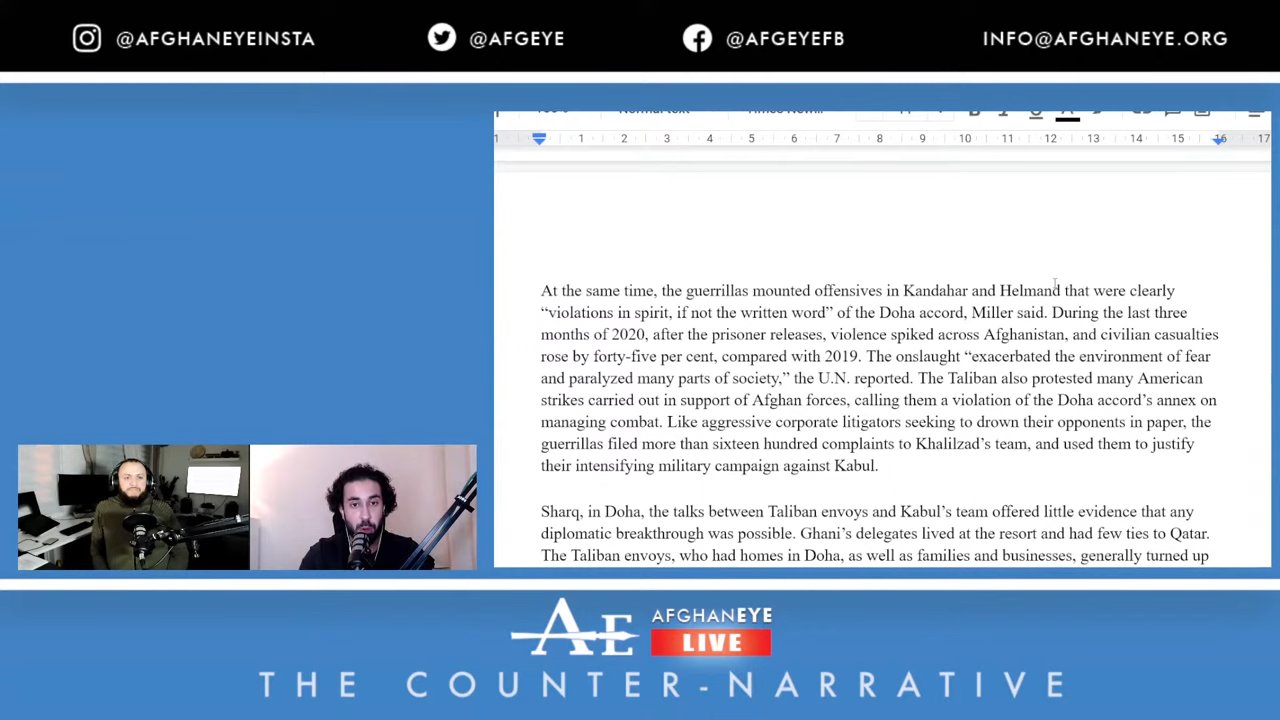 @AFGHANEYEINSTA
@AFGEYE
@AFGEYEFB
INFO@AFGHANEYE.ORG
1 1 2 3 4 5 6 7 8 9 10 11 12 13 14 15 16 17
At the same time, the guerrillas mounted offensives in Kandahar and Helmand that were clearly
“violations in spirit, if not the written word” of the Doha accord, Miller said. During the last three
months of 2020, after the prisoner releases, violence spiked across Afghanistan, and civilian casualties
rose by forty-five per cent, compared with 2019. The onslaught “exacerbated the environment of fear
and paralyzed many parts of society,” the U.N. reported. The Taliban also protested many American
strikes carried out in support of Afghan forces, calling them a violation of the Doha accord’s annex on
managing combat. Like aggressive corporate litigators seeking to drown their opponents in paper, the
guerrillas filed more than sixteen hundred complaints to Khalilzad’s team, and used them to justify
their intensifying military campaign against Kabul.
Sharq, in Doha, the talks between Taliban envoys and Kabul’s team offered little evidence that any
diplomatic breakthrough was possible. Ghani’s delegates lived at the resort and had few ties to Qatar.
The Taliban envoys, who had homes in Doha, as well as families and businesses, generally turned up
AE
AFGHANEYE
LIVE
THE COUNTER-NARRATIVE